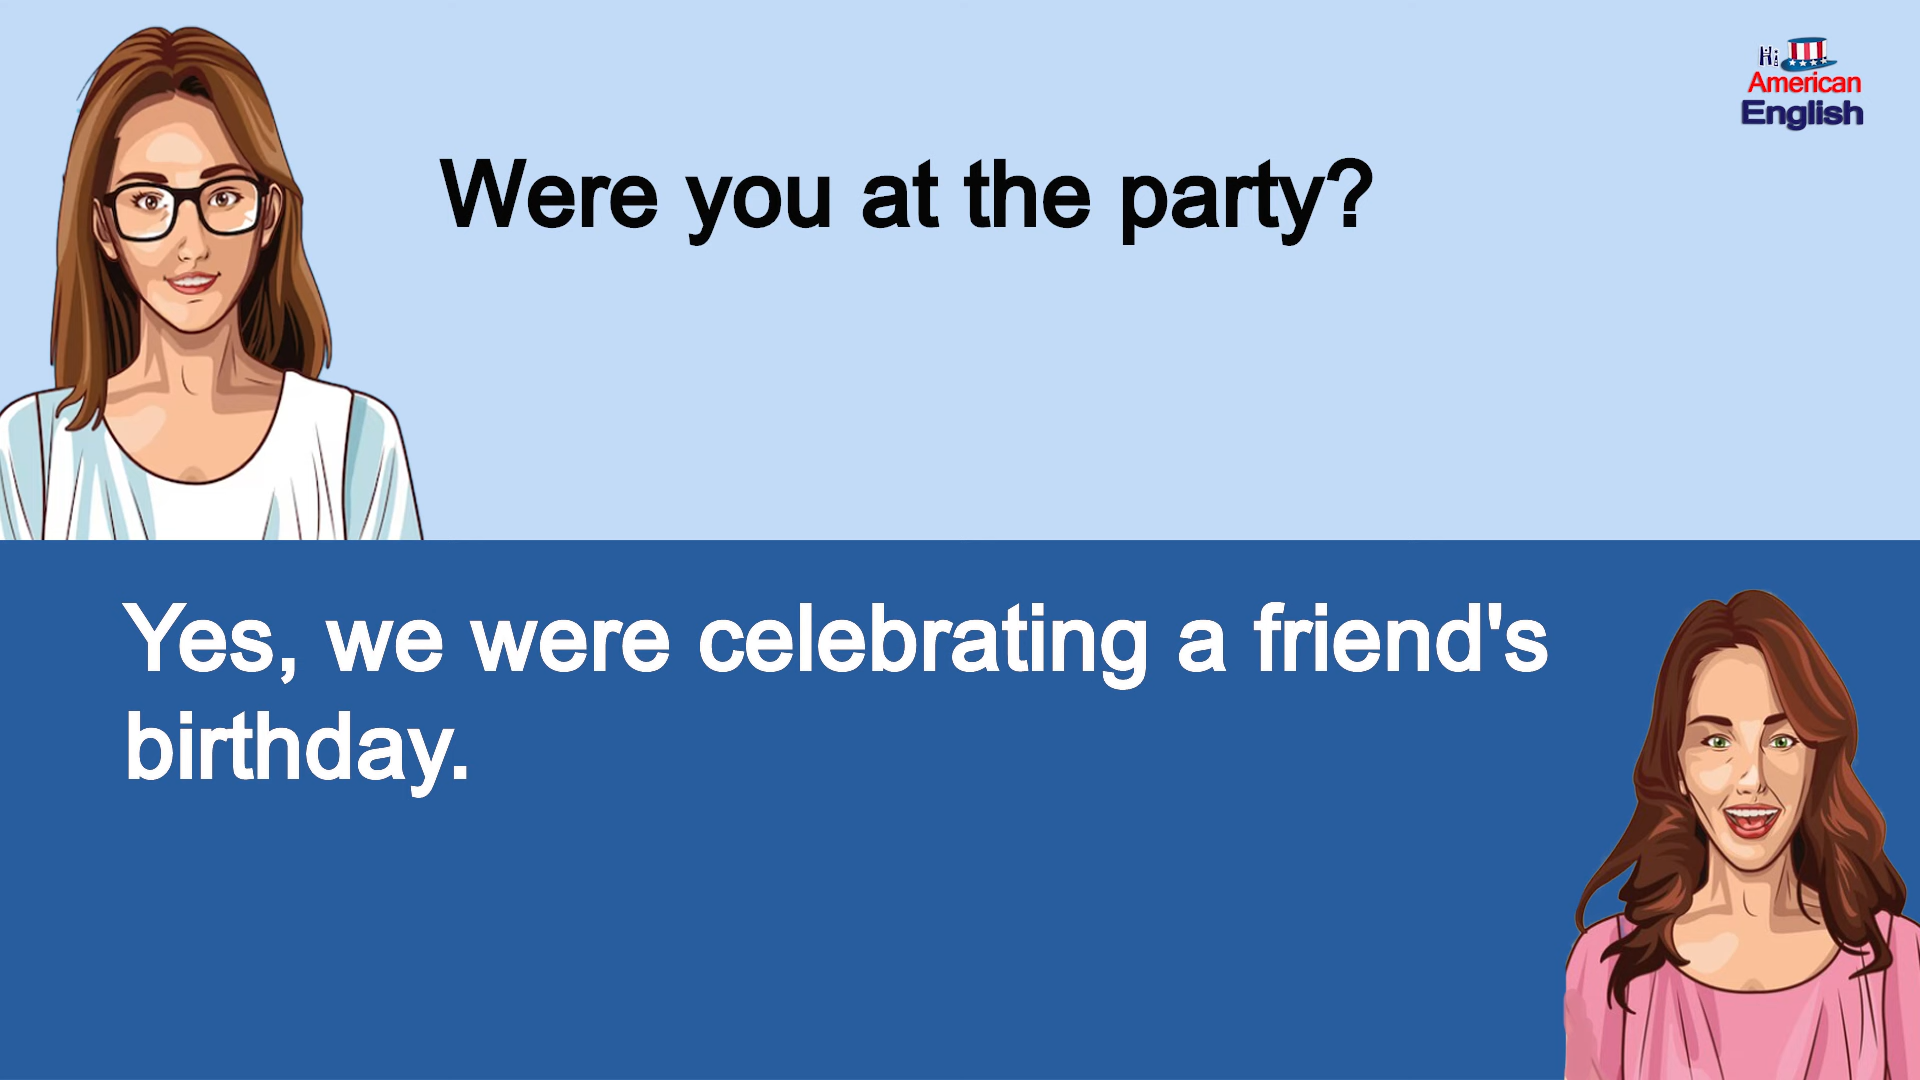 Hi
American
English
Were you at the party?
Yes, we were celebrating a friend's
birthday.